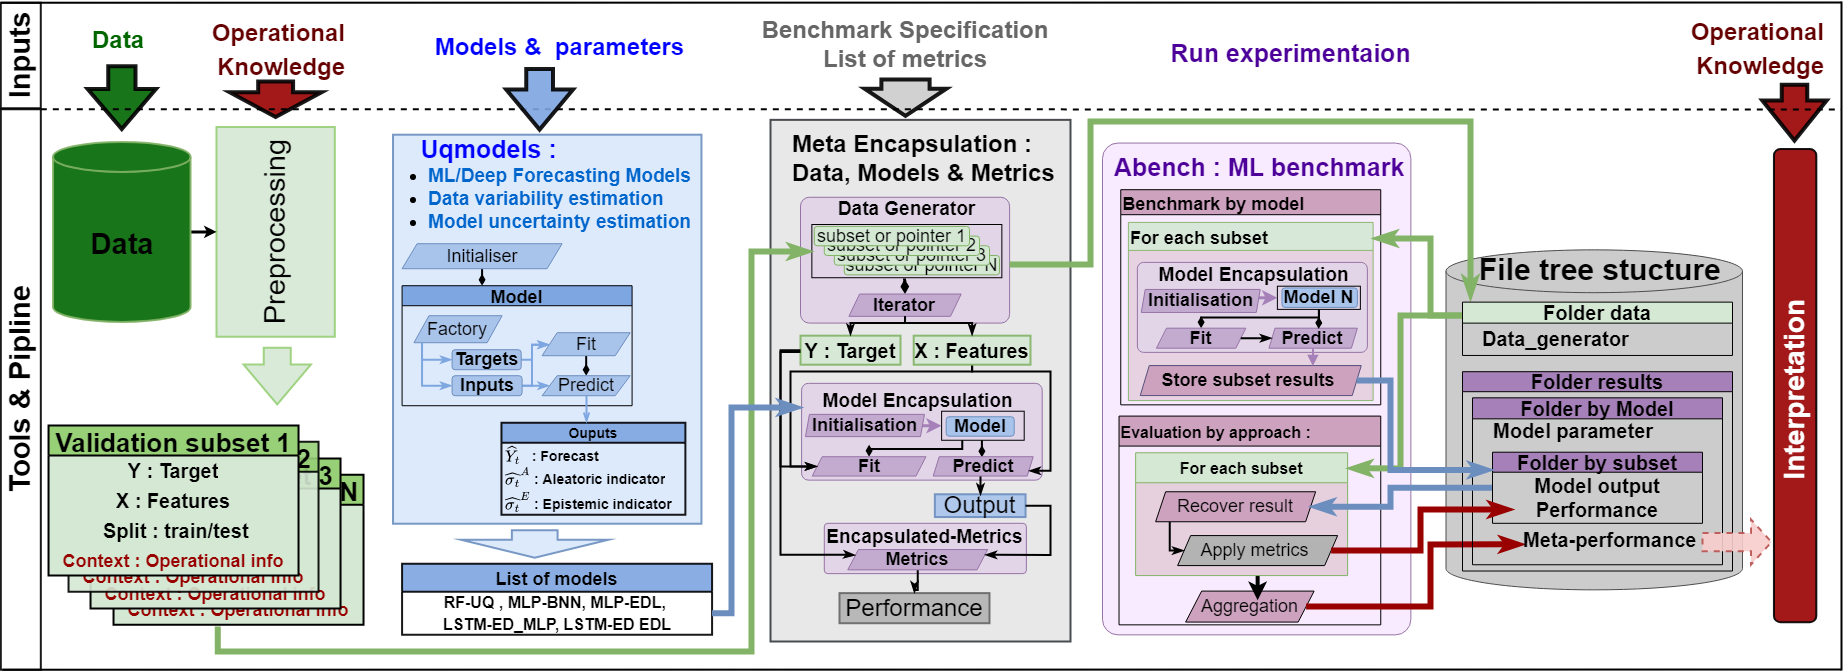 Inputs
Tools & Pipline
Data
Operational
Knowledge
Models & parameters
Benchmark Specification
List of metrics
Run experimentaion
Operational
Knowledge
Data
Preprocessing
Validation subset 1
2
3
N
Y : Target
X : Features
Split : train/test
Context : Operational info
Context : Operational info
Context : Operational info
Context : Operational info
Uqmodels :
• ML/Deep Forecasting Models
• Data variability estimation
• Model uncertainty estimation
Initialiser
Model
Factory
Targets
Inputs
Fit
Predict
Ouputs
Ŷt : Forecast
σ̂tA : Aleatoric indicator
σ̂tE : Epistemic indicator
List of models
RF-UQ , MLP-BNN, MLP-EDL,
LSTM-ED_MLP, LSTM-ED EDL
Meta Encapsulation :
Data, Models & Metrics
Data Generator
subset or pointer 1
subset or pointer 2
subset or pointer 3
subset or pointer N
Iterator
Y : Target
X : Features
Model Encapsulation
Initialisation
Model
Fit
Predict
Output
Encapsulated-Metrics
Metrics
Performance
Abench : ML benchmark
Benchmark by model
For each subset
Model Encapsulation
Initialisation
Model N
Fit
Predict
Store subset results
Evaluation by approach :
For each subset
Recover result
Apply metrics
Aggregation
File tree stucture
Folder data
Data_generator
Folder results
Folder by Model
Model parameter
Folder by subset
Model output
Performance
Meta-performance
Interpretation